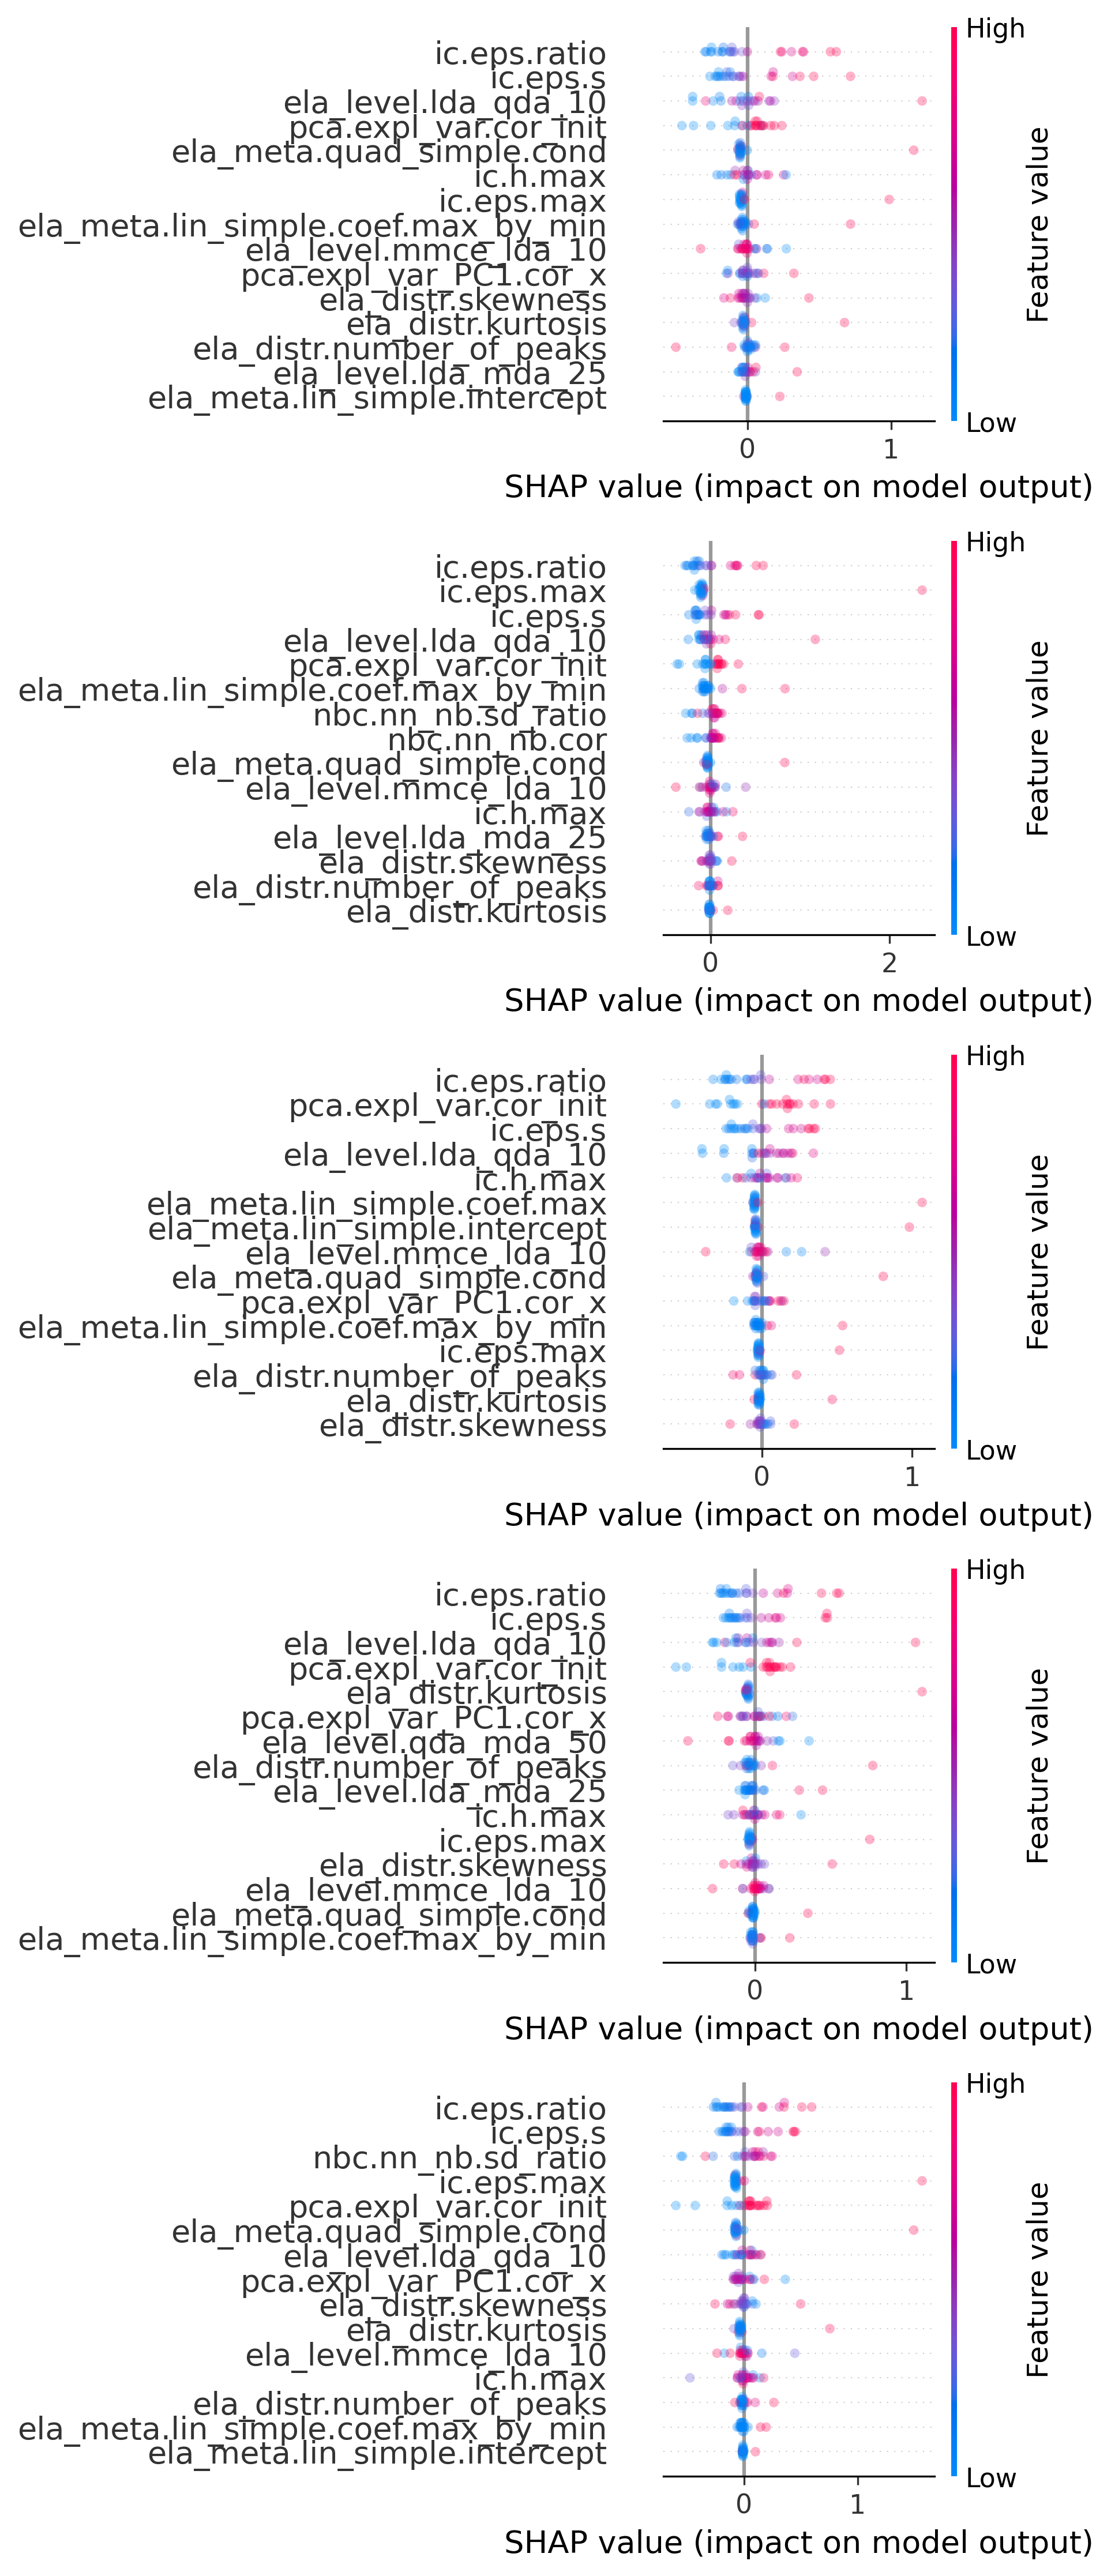 High
ic.eps.ratio
ic.eps.s
ela_level.lda_qda_10
pca.expl_var.cor_init
ela_meta.quad_simple.cond
ic.h.max
ic.eps.max
ela_meta.lin_simple.coef.max_by_min
ela_level.mmce_lda_10
pca.expl_var_PC1.cor_x
ela_distr.skewness
ela_distr.kurtosis
ela_distr.number_of_peaks
ela_level.lda_mda_25
ela_meta.lin_simple.intercept
Feature value
Low
0 1
SHAP value (impact on model output)
High
ic.eps.ratio
ic.eps.max
ic.eps.s
ela_level.lda_qda_10
pca.expl_var.cor_init
ela_meta.lin_simple.coef.max_by_min
nbc.nn_nb.sd_ratio
nbc.nn_nb.cor
ela_meta.quad_simple.cond
ela_level.mmce_lda_10
ic.h.max
ela_level.lda_mda_25
ela_distr.skewness
ela_distr.number_of_peaks
ela_distr.kurtosis
Feature value
Low
0 2
SHAP value (impact on model output)
High
ic.eps.ratio
pca.expl_var.cor_init
ic.eps.s
ela_level.lda_qda_10
ic.h.max
ela_meta.lin_simple.coef.max
ela_meta.lin_simple.intercept
ela_level.mmce_lda_10
ela_meta.quad_simple.cond
pca.expl_var_PC1.cor_x
ela_meta.lin_simple.coef.max_by_min
ic.eps.max
ela_distr.number_of_peaks
ela_distr.kurtosis
ela_distr.skewness
Feature value
Low
0 1
SHAP value (impact on model output)
High
ic.eps.ratio
ic.eps.s
ela_level.lda_qda_10
pca.expl_var.cor_init
ela_distr.kurtosis
pca.expl_var_PC1.cor_x
ela_level.qda_mda_50
ela_distr.number_of_peaks
ela_level.lda_mda_25
ic.h.max
ic.eps.max
ela_distr.skewness
ela_level.mmce_lda_10
ela_meta.quad_simple.cond
ela_meta.lin_simple.coef.max_by_min
Feature value
Low
0 1
SHAP value (impact on model output)
High
ic.eps.ratio
ic.eps.s
nbc.nn_nb.sd_ratio
ic.eps.max
pca.expl_var.cor_init
ela_meta.quad_simple.cond
ela_level.lda_qda_10
pca.expl_var_PC1.cor_x
ela_distr.skewness
ela_distr.kurtosis
ela_level.mmce_lda_10
ic.h.max
ela_distr.number_of_peaks
ela_meta.lin_simple.coef.max_by_min
ela_meta.lin_simple.intercept
Feature value
Low
0 1
SHAP value (impact on model output)